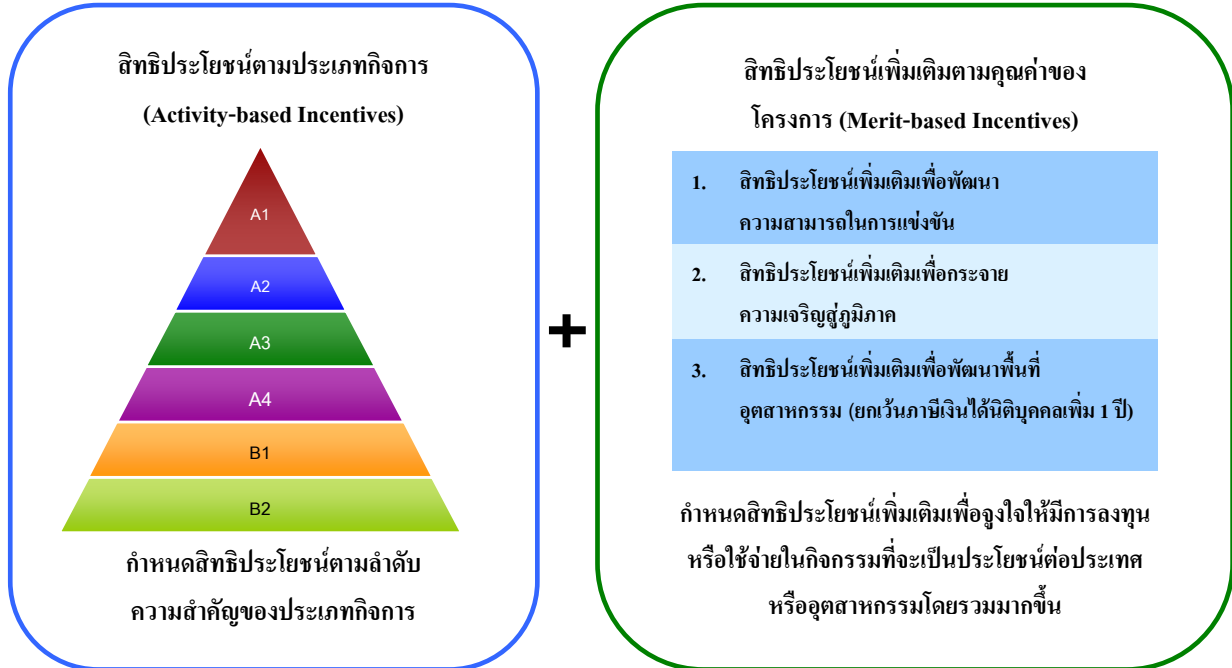 สิทธิประโยชน์ตามประเภทกิจการ
(Activity-based Incentives)
A1
A2
A3
A4
B1
B2
กำหนดสิทธิประโยชน์ตามลำดับ
ความสำคัญของประเภทกิจการ
+
สิทธิประโยชน์เพิ่มเติมตามคุณค่าของ
โครงการ (Merit-based Incentives)
1. สิทธิประโยชน์เพิ่มเติมเพื่อพัฒนา
ความสามารถในการแข่งขัน
2. สิทธิประโยชน์เพิ่มเติมเพื่อกระจาย
ความเจริญสู่ภูมิภาค
3. สิทธิประโยชน์เพิ่มเติมเพื่อพัฒนาพื้นที่
อุตสาหกรรม (ยกเว้นภาษีเงินได้นิติบุคคลเพิ่ม 1 ปี)
กำหนดสิทธิประโยชน์เพิ่มเติมเพื่อจูงใจให้มีการลงทุน
หรือใช้จ่ายในกิจกรรมที่จะเป็นประโยชน์ต่อประเทศ
หรืออุตสาหกรรมโดยรวมมากขึ้น